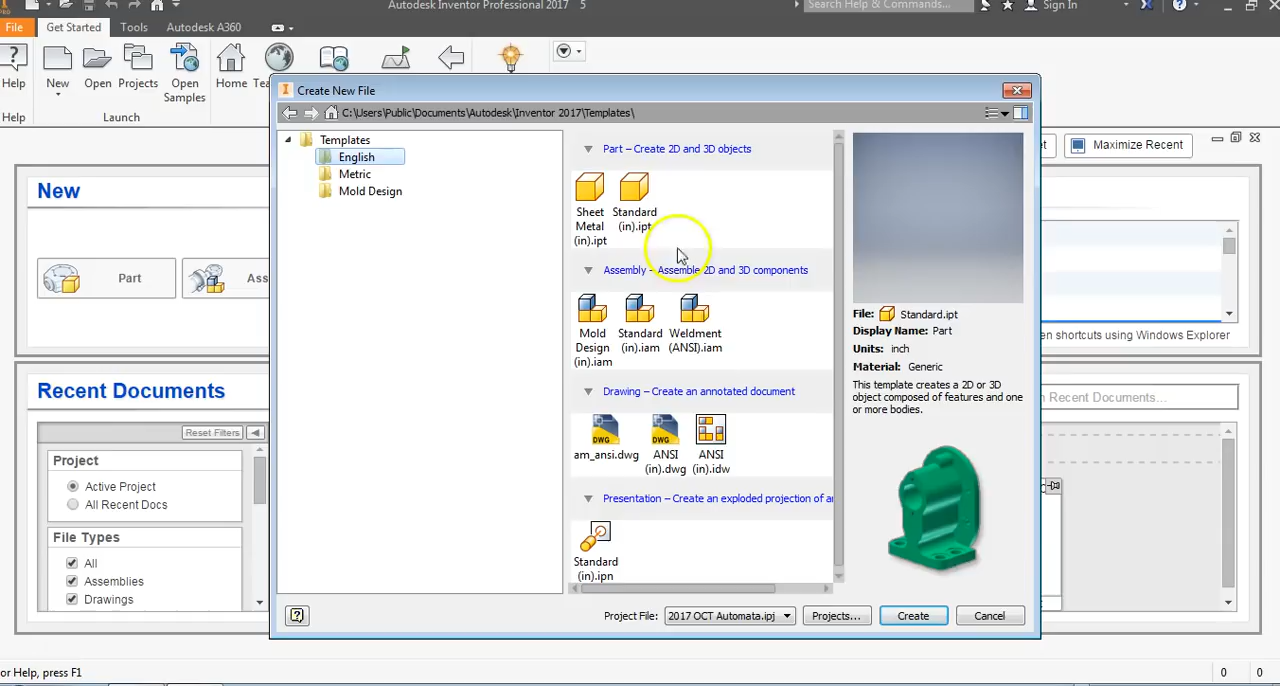 Autodesk Inventor Professional 2017 5
Search Help & Commands...
Sign In
File
Get Started
Tools
Autodesk A360
Help
New
Open
Projects
Open
Samples
Home
Help
Launch
Create New File
C:\Users\Public\Documents\Autodesk\Inventor 2017\Templates\
Templates
English
Metric
Mold Design
Part – Create 2D and 3D objects
Sheet
Metal
(in).ipt
Standard
(in).ipt
Assembly – Assemble 2D and 3D components
Mold
Design
(in).iam
Standard
(in).iam
Weldment
(ANSI).iam
Drawing – Create an annotated document
am_ansi.dwg
ANSI
(in).dwg
ANSI
(in).idw
Presentation – Create an exploded projection of
Standard
(in).ipn
File: Standard.ipt
Display Name: Part
Units: inch
Material: Generic
This template creates a 2D or 3D
object composed of features and one
or more bodies.
Project File:
2017 OCT Automata.ipj
Projects...
Create
Cancel
Maximize Recent
New
Part
shortcuts using Windows Explorer
Recent Documents
Recent Documents...
Reset Filters
Project
Active Project
All Recent Docs
File Types
All
Assemblies
Drawings
or Help, press F1
0 0